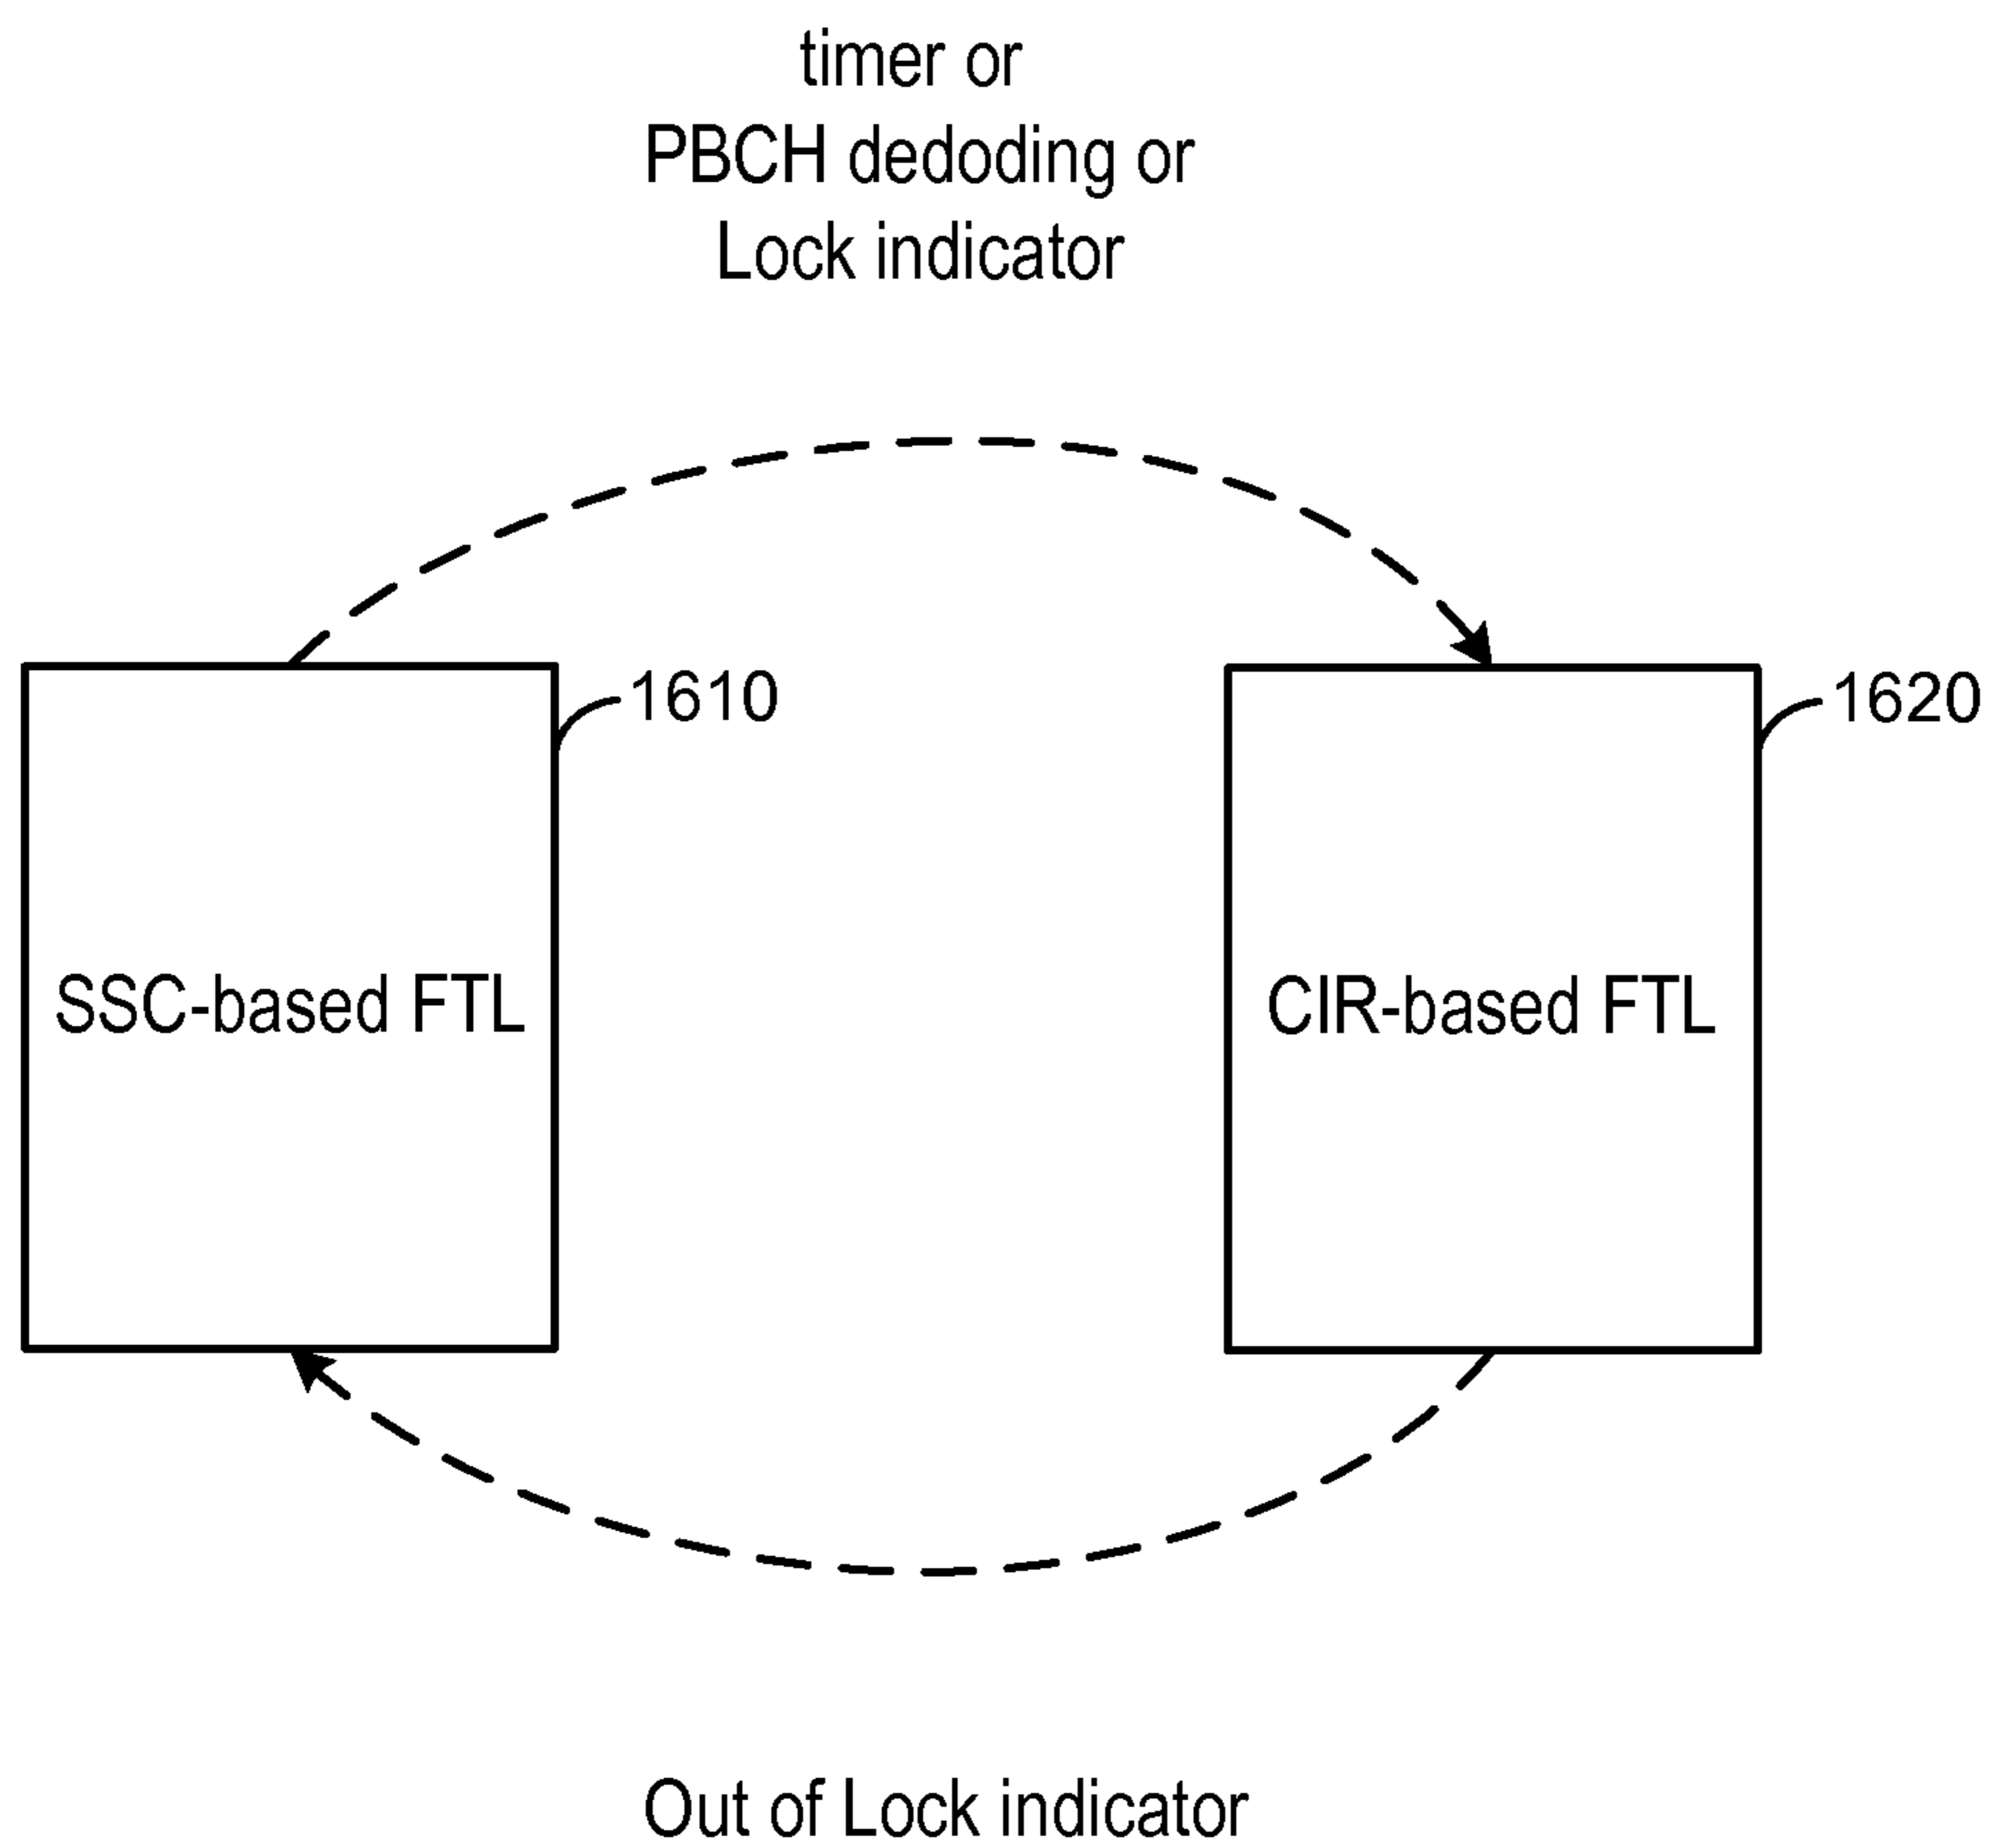 timer or
PBCH dedoding or
Lock indicator
1610
1620
SSC-based FTL
CIR-based FTL
Out of Lock indicator